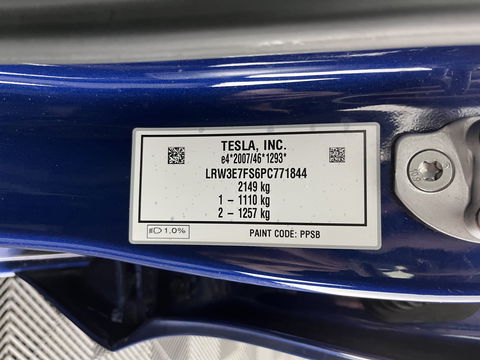 TESLA, INC.
e4*2007/46*1293*
LRW3E7FS6PC771844
2149 kg
1 – 1110 kg
2 – 1257 kg
1.0%
PAINT CODE: PPSB